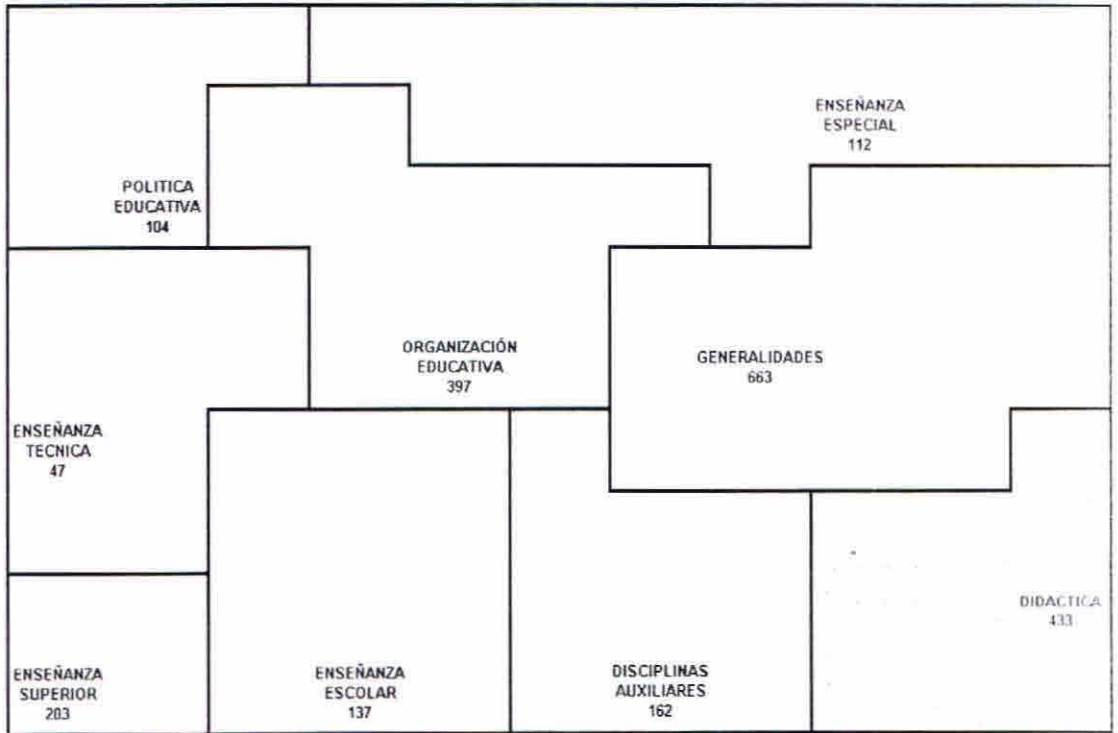 ENSEÑANZA
ESPECIAL
112
POLITICA
EDUCATIVA
104
ORGANIZACIÓN
EDUCATIVA
397
GENERALIDADES
663
ENSEÑANZA
TECNICA
47
DIDACTICA
433
ENSEÑANZA
SUPERIOR
203
ENSEÑANZA
ESCOLAR
137
DISCIPLINAS
AUXILIARES
162